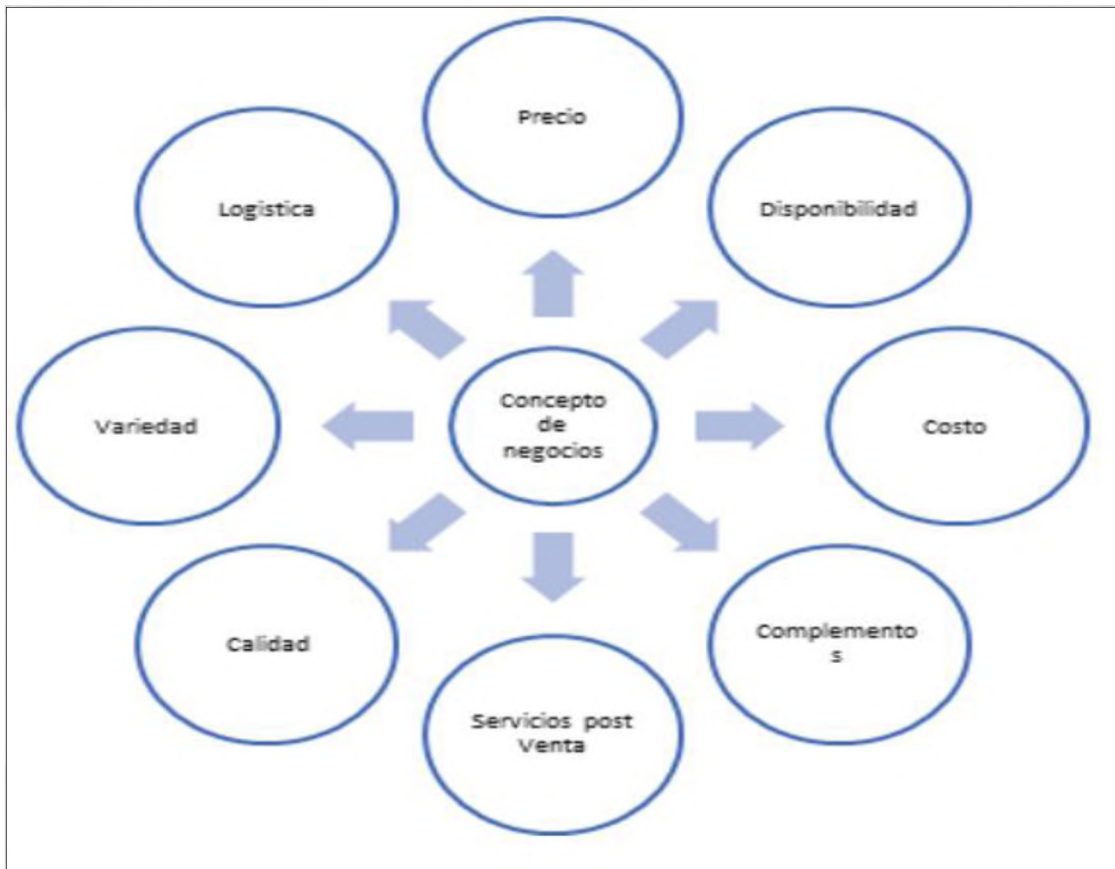 Precio
Logistica
Disponibilidad
Variedad
Concepto
de
negocios
Costo
Calidad
Complemento
s
Servicios post
Venta